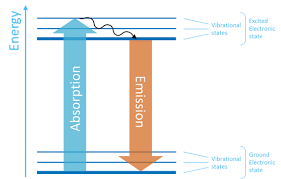 Energy
Absorption
Emission
Vibrational
states
Excited
Electronic
state
Vibrational
states
Ground
Electronic
state